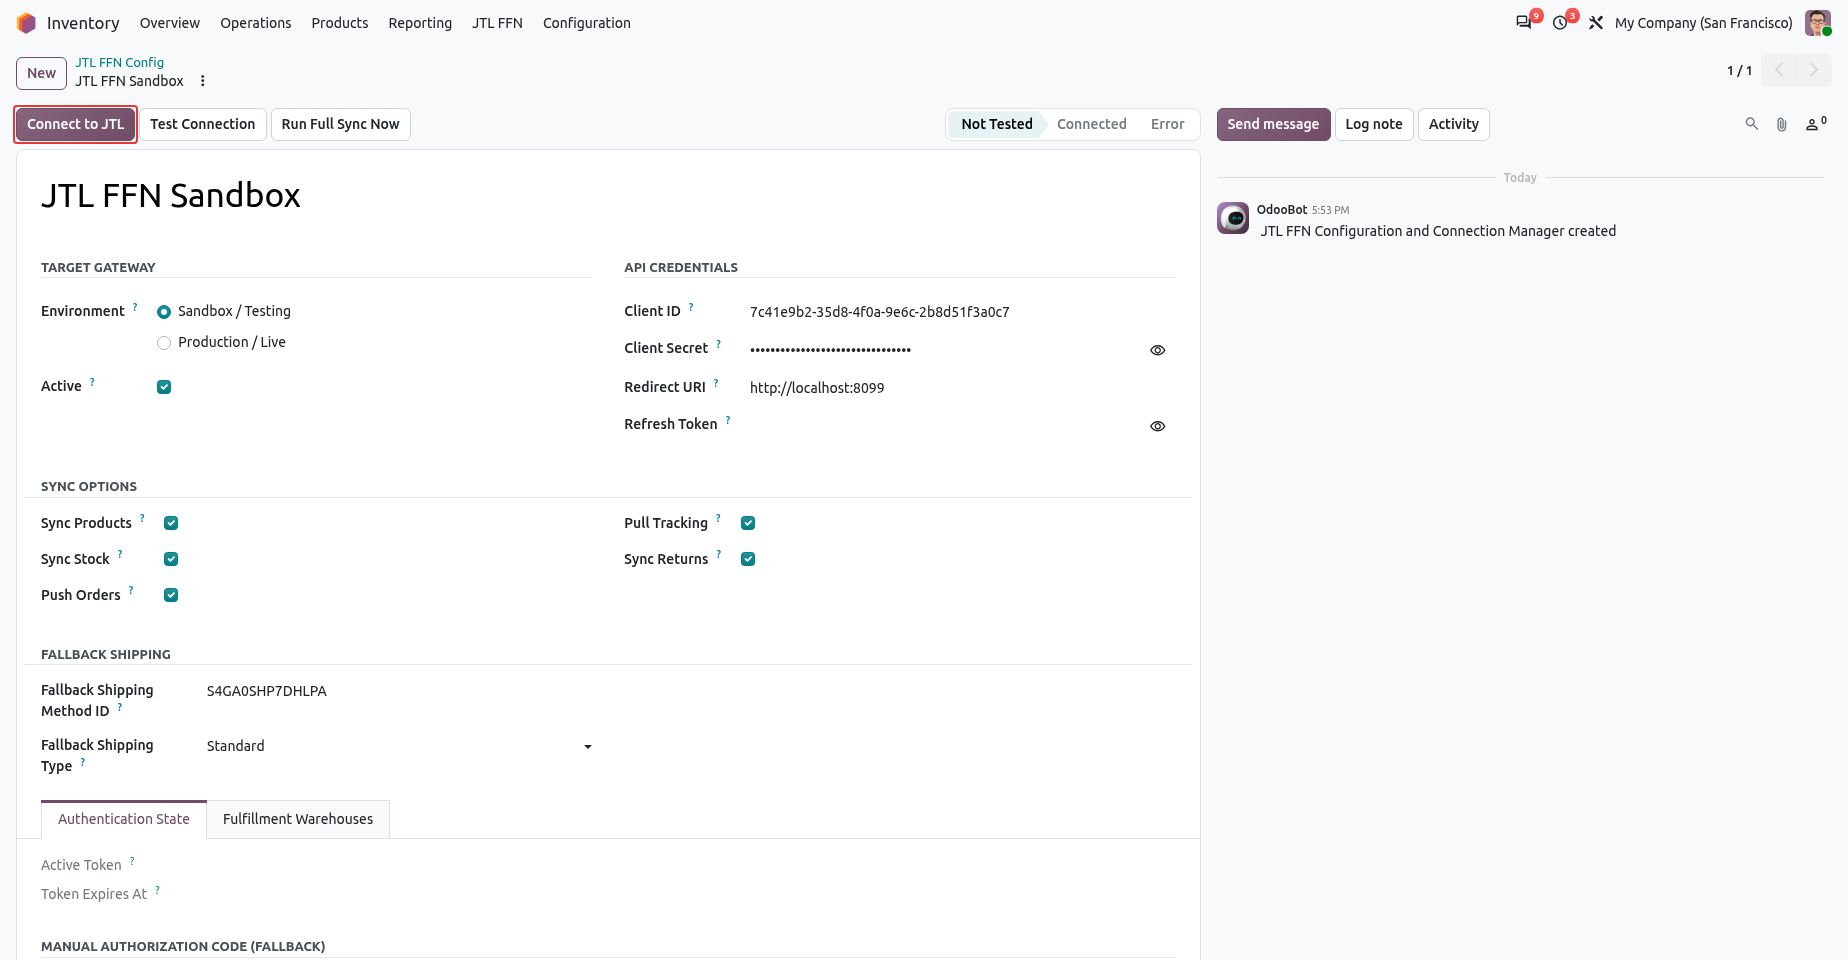 Inventory Overview Operations Products Reporting JTL FFN Configuration 9 3 My Company (San Francisco)
New JTL FFN Config
JTL FFN Sandbox 1 / 1
Connect to JTL Test Connection Run Full Sync Now Not Tested Connected Error Send message Log note Activity 0
JTL FFN Sandbox
Today
OdooBot 5:53 PM
JTL FFN Configuration and Connection Manager created
TARGET GATEWAY API CREDENTIALS
Environment ? Sandbox / Testing Client ID ? 7c41e9b2-35d8-4f0a-9e6c-2b8d51f3a0c7
Production / Live Client Secret ? ••••••••••••••••••••••••••••••••
Active ? Redirect URI ? http://localhost:8099
Refresh Token ?
SYNC OPTIONS
Sync Products ? Pull Tracking ?
Sync Stock ? Sync Returns ?
Push Orders ?
FALLBACK SHIPPING
Fallback Shipping
Method ID ? S4GA0SHP7DHLPA
Fallback Shipping
Type ? Standard
Authentication State Fulfillment Warehouses
Active Token ?
Token Expires At ?
MANUAL AUTHORIZATION CODE (FALLBACK)